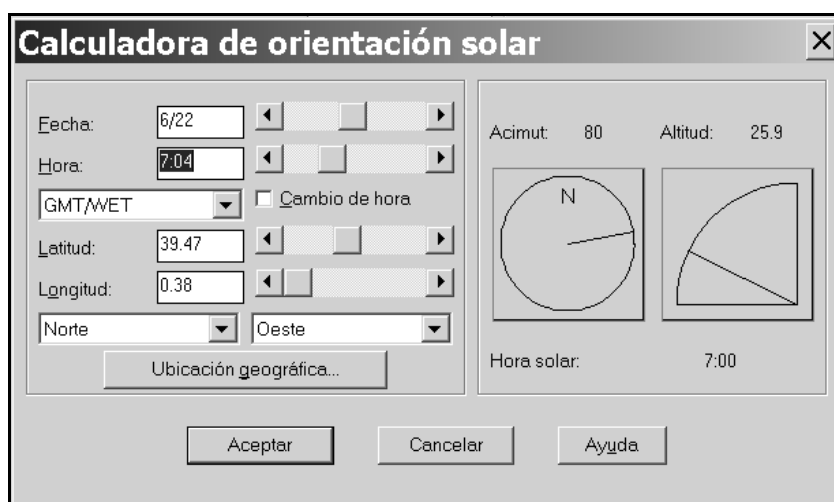 Calculadora de orientación solar
Fecha: 6/22
Hora: 7:04
GMT/WET Cambio de hora
Latitud: 39.47
Longitud: 0.38
Norte Oeste
Ubicación geográfica...
Acimut: 80 Altitud: 25.9
N
Hora solar: 7:00
Aceptar Cancelar Ayuda